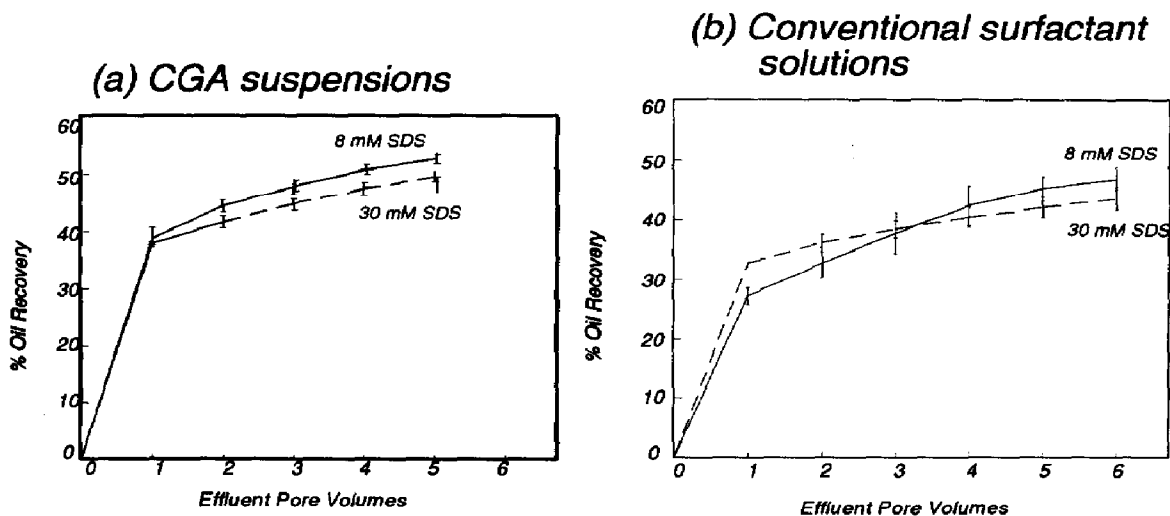 (a) CGA suspensions
60
50
40
30
20
10
0
% Oil Recovery
8 mM SDS
30 mM SDS
0 1 2 3 4 5 6
Effluent Pore Volumes
(b) Conventional surfactant
solutions
60
50
40
30
20
10
0
% Oil Recovery
8 mM SDS
30 mM SDS
0 1 2 3 4 5 6
Effluent Pore Volumes